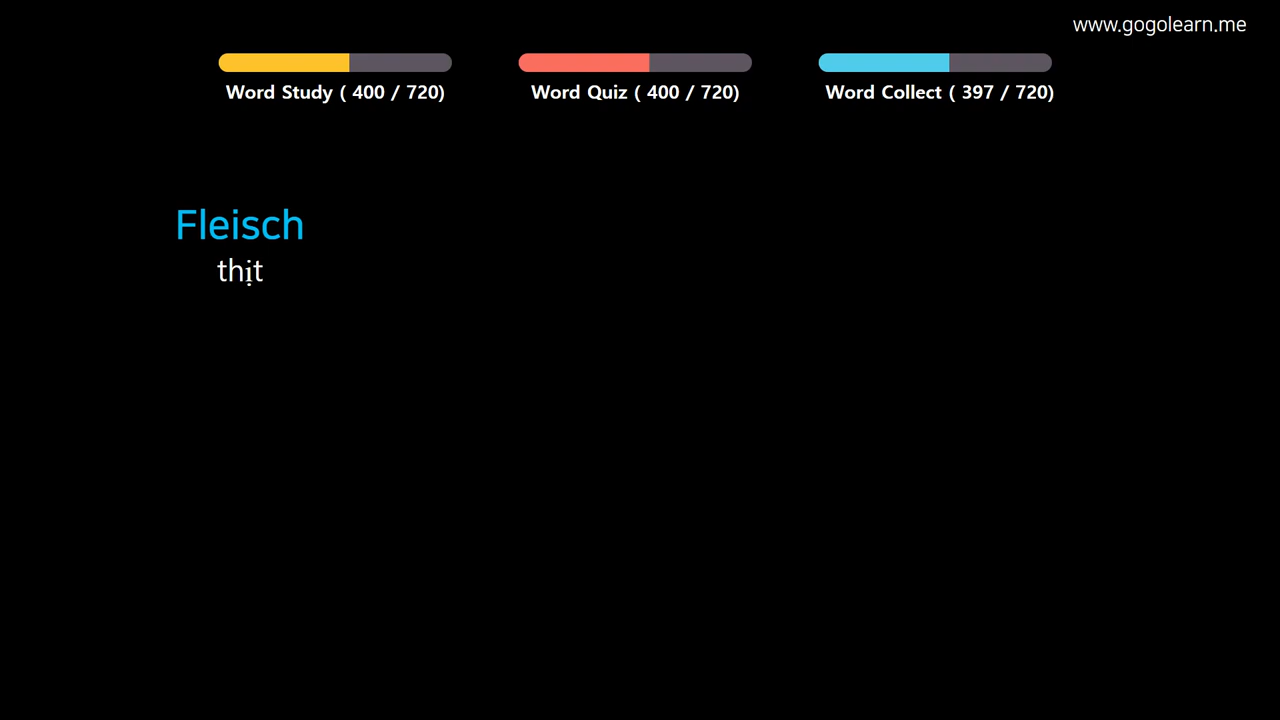 www.gogolearn.me
Word Study ( 400 / 720)
Word Quiz ( 400 / 720)
Word Collect ( 397 / 720)
Fleisch
thịt